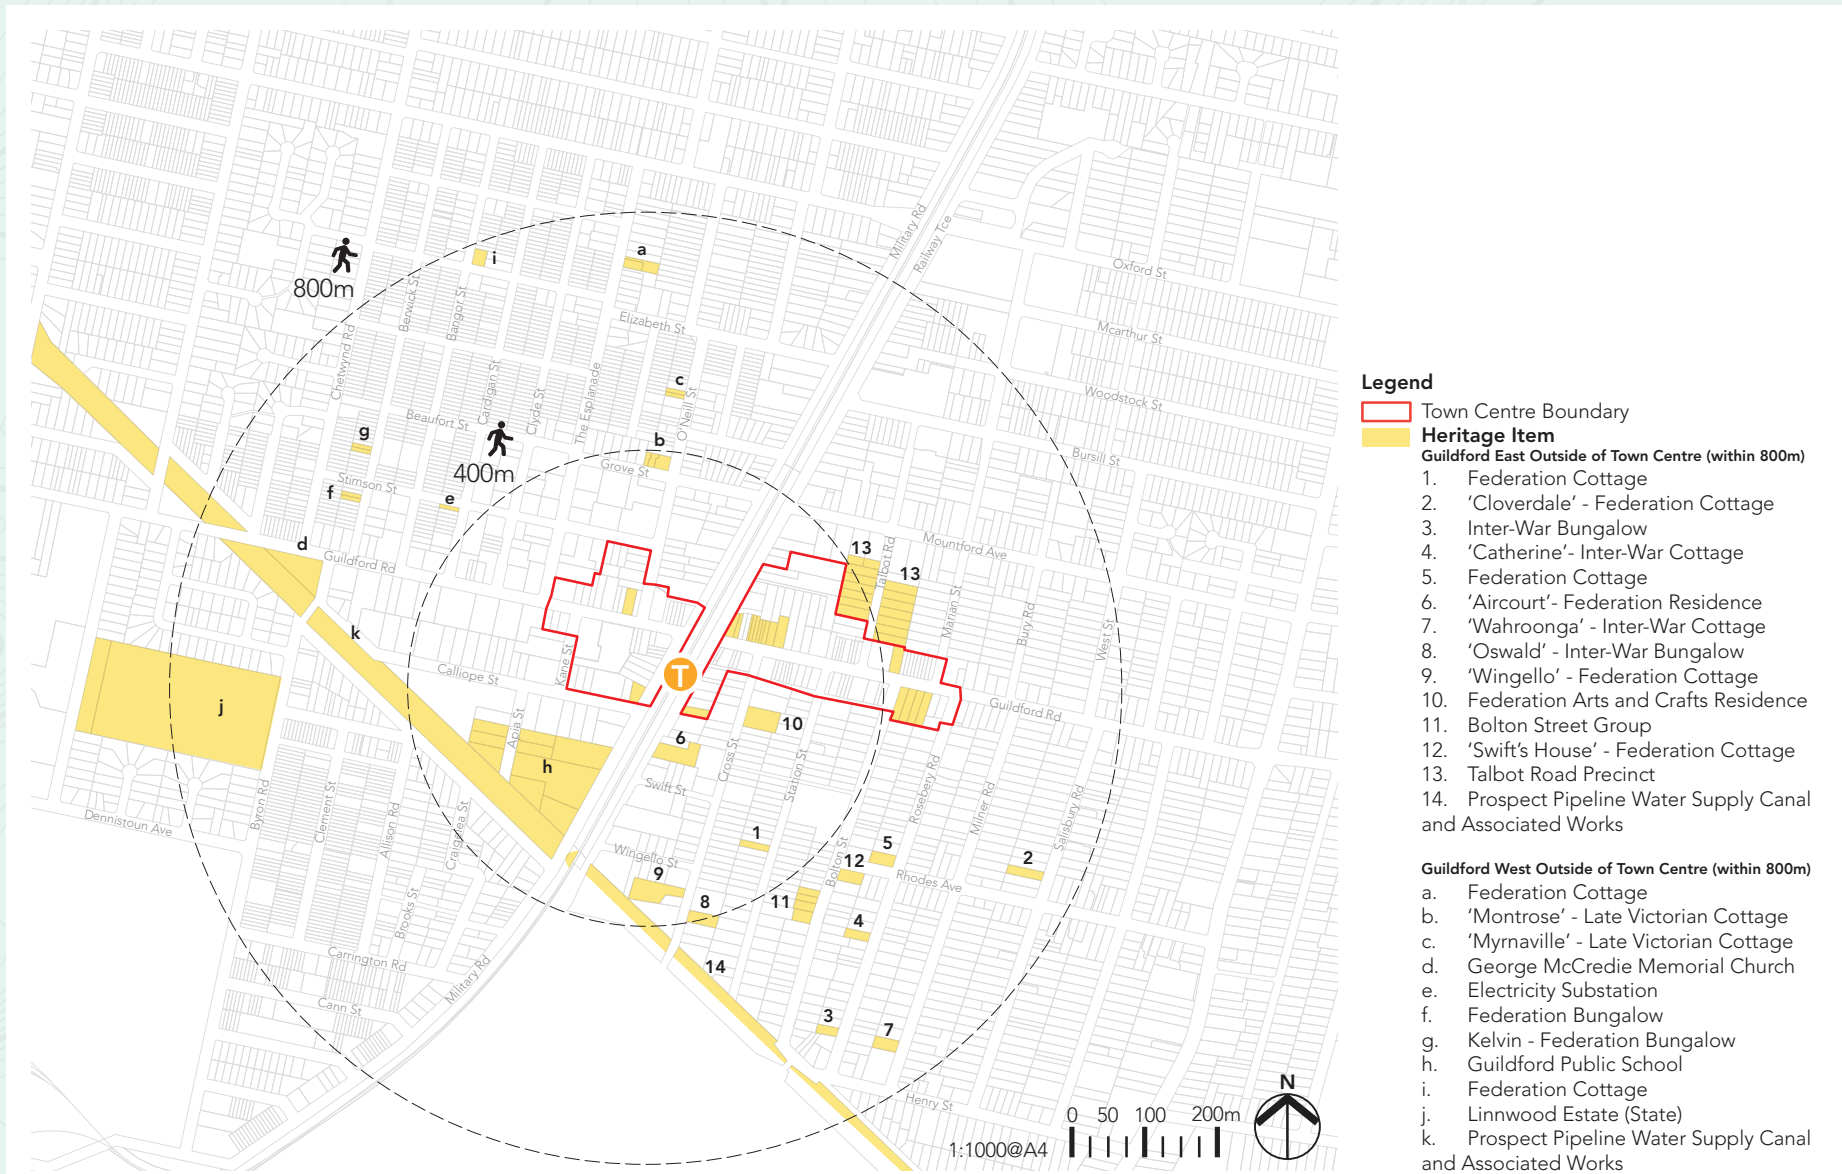 Military Rd
Railway Tce
i
a
800m
Oxford St
Berwick St
Bangor St
Elizabeth St
Mcarthur St
Chetwynd Rd
Cardigan St
Clyde St
The Esplanade
c
O'Neill St
Woodstock St
Beaufort St
g
400m
b
Grove St
Bursill St
Stimson St
f
e
d
Guildford Rd
13
Talbot Rd
13
Mountford Ave
Marian St
Bury Rd
West St
k
Calliope St
Kane St
T
j
Apia St
h
6
10
Cross St
Station St
Guildford Rd
Swift St
Rosebery Rd
Milner Rd
Salisbury Rd
Dennistoun Ave
Byron Rd
Clement St
Allison Rd
Craiglea St
Brooks St
Wingello St
9
8
1
Bolton St
12
5
Rhodes Ave
2
11
4
Carrington Rd
Military Rd
Cann St
14
3
7
Henry St
1:1000@A4
0 50 100 200m
N
Legend
Town Centre Boundary
Heritage Item
Guildford East Outside of Town Centre (within 800m)
1. Federation Cottage
2. ‘Cloverdale’ - Federation Cottage
3. Inter-War Bungalow
4. ‘Catherine’- Inter-War Cottage
5. Federation Cottage
6. ‘Aircourt’- Federation Residence
7. ‘Wahroonga’ - Inter-War Cottage
8. ‘Oswald’ - Inter-War Bungalow
9. ‘Wingello’ - Federation Cottage
10. Federation Arts and Crafts Residence
11. Bolton Street Group
12. ‘Swift’s House’ - Federation Cottage
13. Talbot Road Precinct
14. Prospect Pipeline Water Supply Canal
and Associated Works
Guildford West Outside of Town Centre (within 800m)
a. Federation Cottage
b. ‘Montrose’ - Late Victorian Cottage
c. ‘Myrnaville’ - Late Victorian Cottage
d. George McCredie Memorial Church
e. Electricity Substation
f. Federation Bungalow
g. Kelvin - Federation Bungalow
h. Guildford Public School
i. Federation Cottage
j. Linnwood Estate (State)
k. Prospect Pipeline Water Supply Canal
and Associated Works